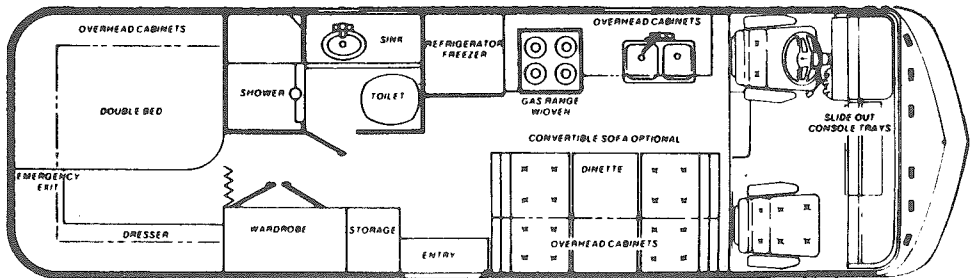 OVERHEAD CABINETS
SINK
REFRIGERATOR
FREEZER
OVERHEAD CABINETS
SHOWER
TOILET
GAS RANGE
W/OVEN
DOUBLE BED
SLIDE OUT
CONSOLE TRAYS
CONVERTIBLE SOFA OPTIONAL
EMERGENCY
EXIT
DINETTE
DRESSER
WARDROBE
STORAGE
ENTRY
OVERHEAD CABINETS